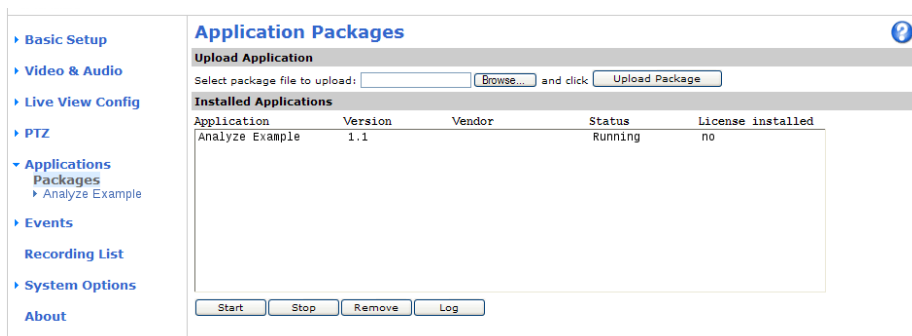 Basic Setup
Video & Audio
Live View Config
PTZ
Applications
Packages
Analyze Example
Events
Recording List
System Options
About
Application Packages
?
Upload Application
Select package file to upload: Browse... and click Upload Package
Installed Applications
Application Version Vendor Status License installed
Analyze Example 1.1 Running no
Start Stop Remove Log